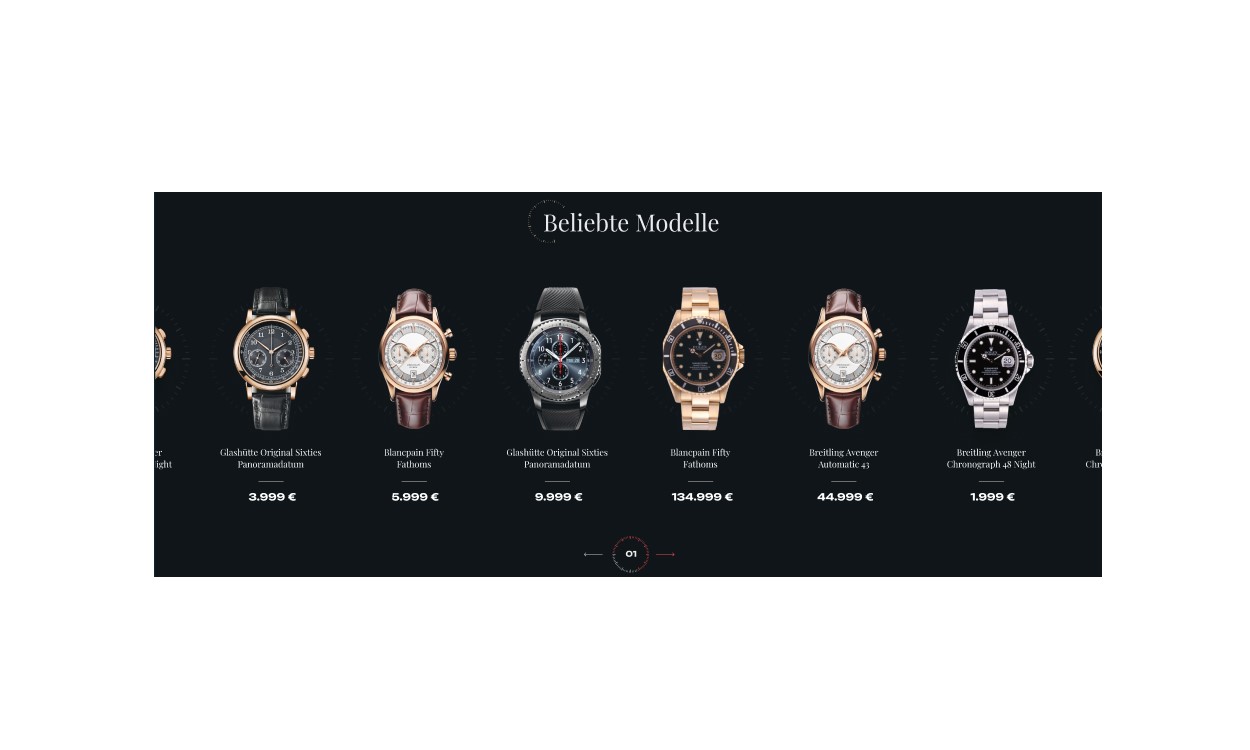 Beliebte Modelle
er
ight
Glashütte Original Sixties
Panoramadatum
3.999 €
Blancpain Fifty
Fathoms
5.999 €
Glashütte Original Sixties
Panoramadatum
9.999 €
Blancpain Fifty
Fathoms
134.999 €
Breitling Avenger
Automatic 43
44.999 €
Breitling Avenger
Chronograph 48 Night
1.999 €
B
Chro
01